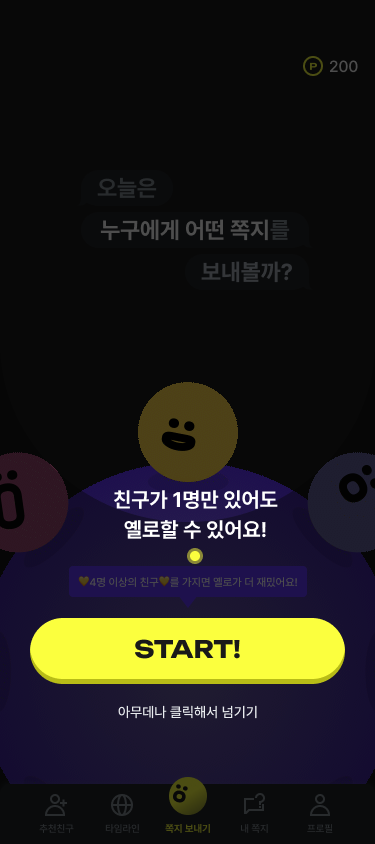 P 200
오늘은
누구에게 어떤 쪽지를
보내볼까?
친구가 1명만 있어도
옐로할 수 있어요!
💛4명 이상의 친구💛를 가지면 옐로가 더 재밌어요!
START!
아무데나 클릭해서 넘기기
추천친구 타임라인 쪽지 보내기 내 쪽지 프로필